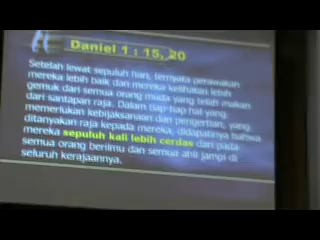 Daniel 1 : 15, 20
Setelah lewat sepuluh hari, ternyata perawakan
mereka lebih baik dan mereka kelihatan lebih
gemuk dari semua orang muda yang telah makan
dari santapan raja. Dalam tiap-tiap hal yang
memerlukan kebijaksanaan dan pengertian, yang
ditanyakan raja kepada mereka, didapatinya bahwa
mereka sepuluh kali lebih cerdas dari pada
semua orang berilmu dan semua ahli jampi di
seluruh kerajaannya.